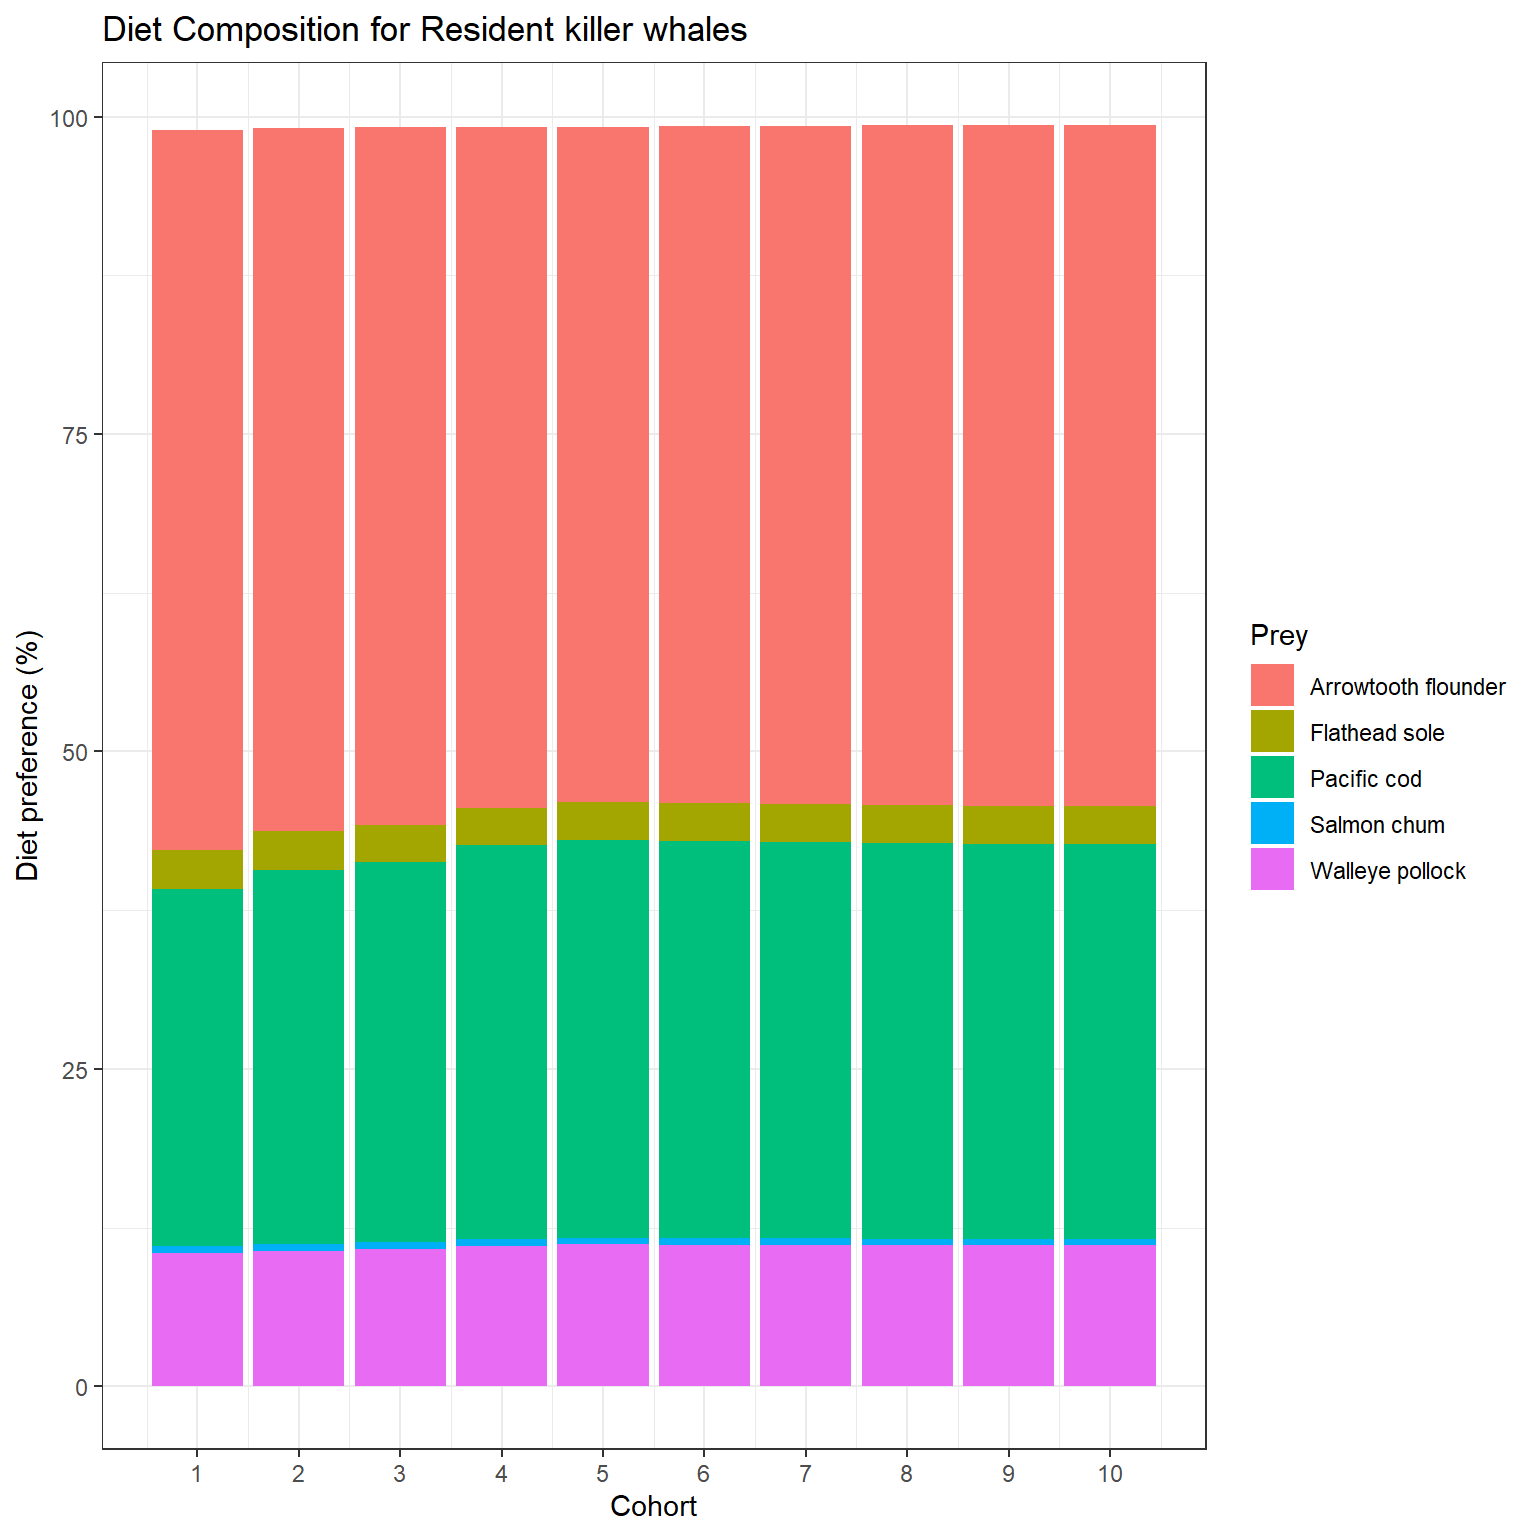 Diet Composition for Resident killer whales
Diet preference (%)
100
75
50
25
0
1 2 3 4 5 6 7 8 9 10
Cohort
Prey
Arrowtooth flounder
Flathead sole
Pacific cod
Salmon chum
Walleye pollock